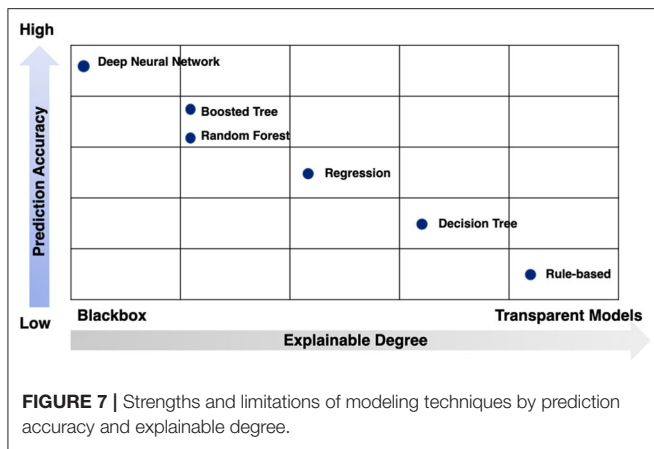 High
Prediction Accuracy
Low
Deep Neural Network
Boosted Tree
Random Forest
Regression
Decision Tree
Rule-based
Blackbox
Transparent Models
Explainable Degree
FIGURE 7 | Strengths and limitations of modeling techniques by prediction
accuracy and explainable degree.